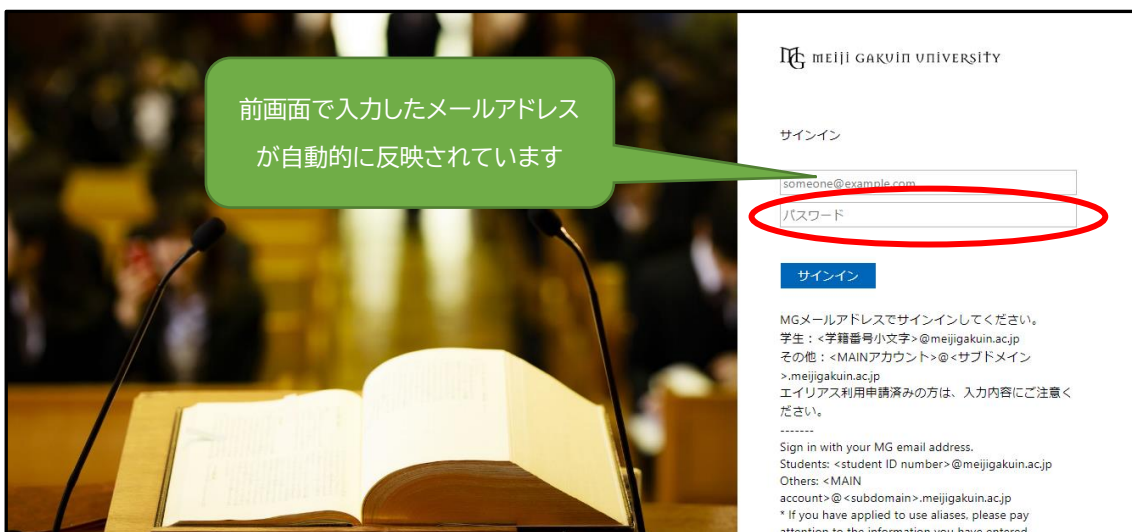 MG MEIJI GAKUIN UNIVERSITY
前画面で入力したメールアドレス
が自動的に反映されています
サインイン
someone@example.com
パスワード
サインイン
MGメールアドレスでサインインしてください。
学生：<学籍番号小文字>@meijigakuin.ac.jp
その他：<MAINアカウント>@<サブドメイン
>.meijigakuin.ac.jp
エイリアス利用申請済みの方は、入力内容にご注意く
ださい。
-------
Sign in with your MG email address.
Students: <student ID number>@meijigakuin.ac.jp
Others: <MAIN
account>@<subdomain>.meijigakuin.ac.jp
* If you have applied to use aliases, please pay
attention to the information you have entered